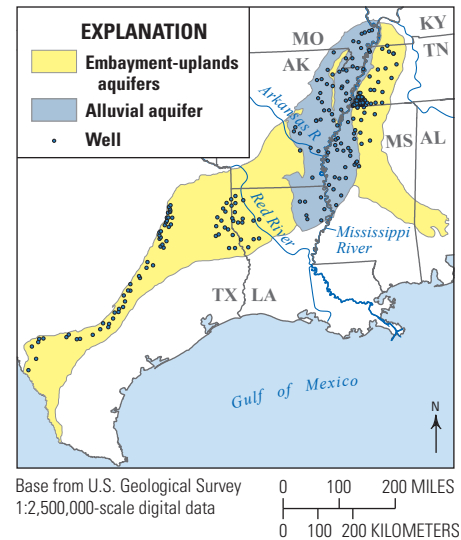 EXPLANATION
Embayment-uplands
aquifers
Alluvial aquifer
Well
MO
KY
TN
AK
Arkansas R
MS
AL
Red River
Mississippi
River
TX
LA
Gulf of Mexico
N
Base from U.S. Geological Survey
1:2,500,000-scale digital data
0 100 200 MILES
0 100 200 KILOMETERS